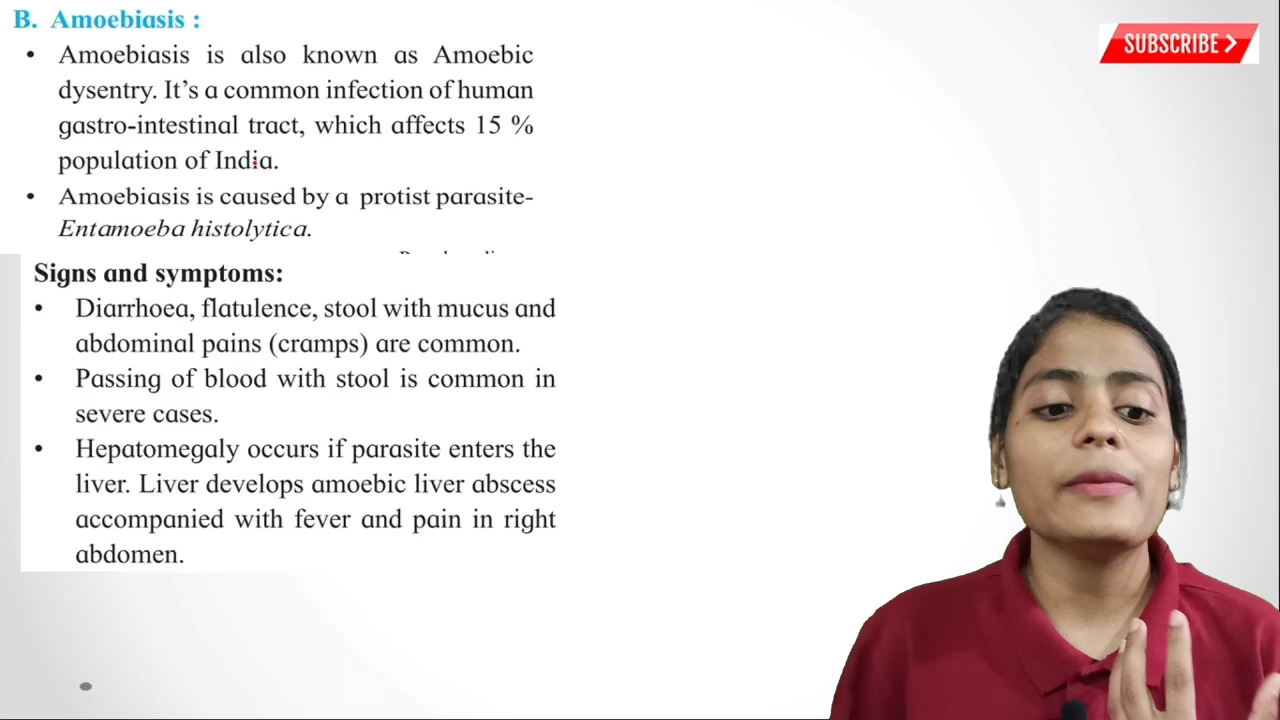 B. Amoebiasis :
• Amoebiasis is also known as Amoebic
dysentry. It’s a common infection of human
gastro-intestinal tract, which affects 15 %
population of India.
• Amoebiasis is caused by a protist parasite-
Entamoeba histolytica.
Signs and symptoms:
• Diarrhoea, flatulence, stool with mucus and
abdominal pains (cramps) are common.
• Passing of blood with stool is common in
severe cases.
• Hepatomegaly occurs if parasite enters the
liver. Liver develops amoebic liver abscess
accompanied with fever and pain in right
abdomen.
SUBSCRIBE >